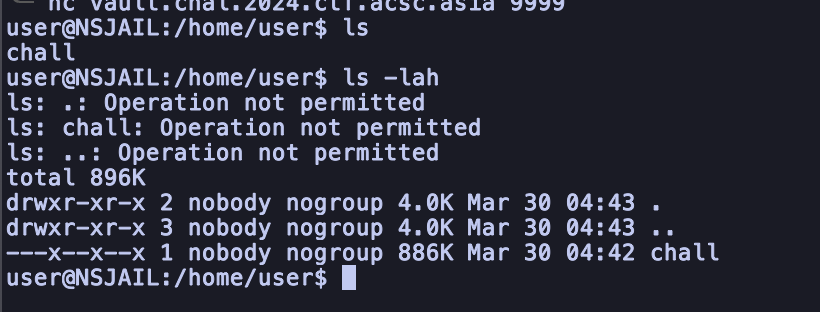 nc vault.chal.2024.ctf.acsc.asia 9999
user@NSJAIL:/home/user$ ls
chall
user@NSJAIL:/home/user$ ls -lah
ls: .: Operation not permitted
ls: chall: Operation not permitted
ls: ..: Operation not permitted
total 896K
drwxr-xr-x 2 nobody nogroup 4.0K Mar 30 04:43 .
drwxr-xr-x 3 nobody nogroup 4.0K Mar 30 04:43 ..
---x--x--x 1 nobody nogroup 886K Mar 30 04:42 chall
user@NSJAIL:/home/user$